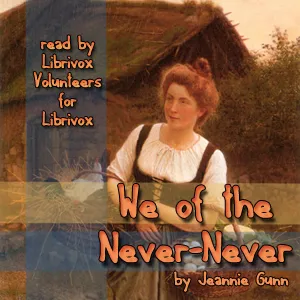 read by
Librivox
Volunteers
for
Librivox
We of the
Never-Never
by Jeannie Gunn